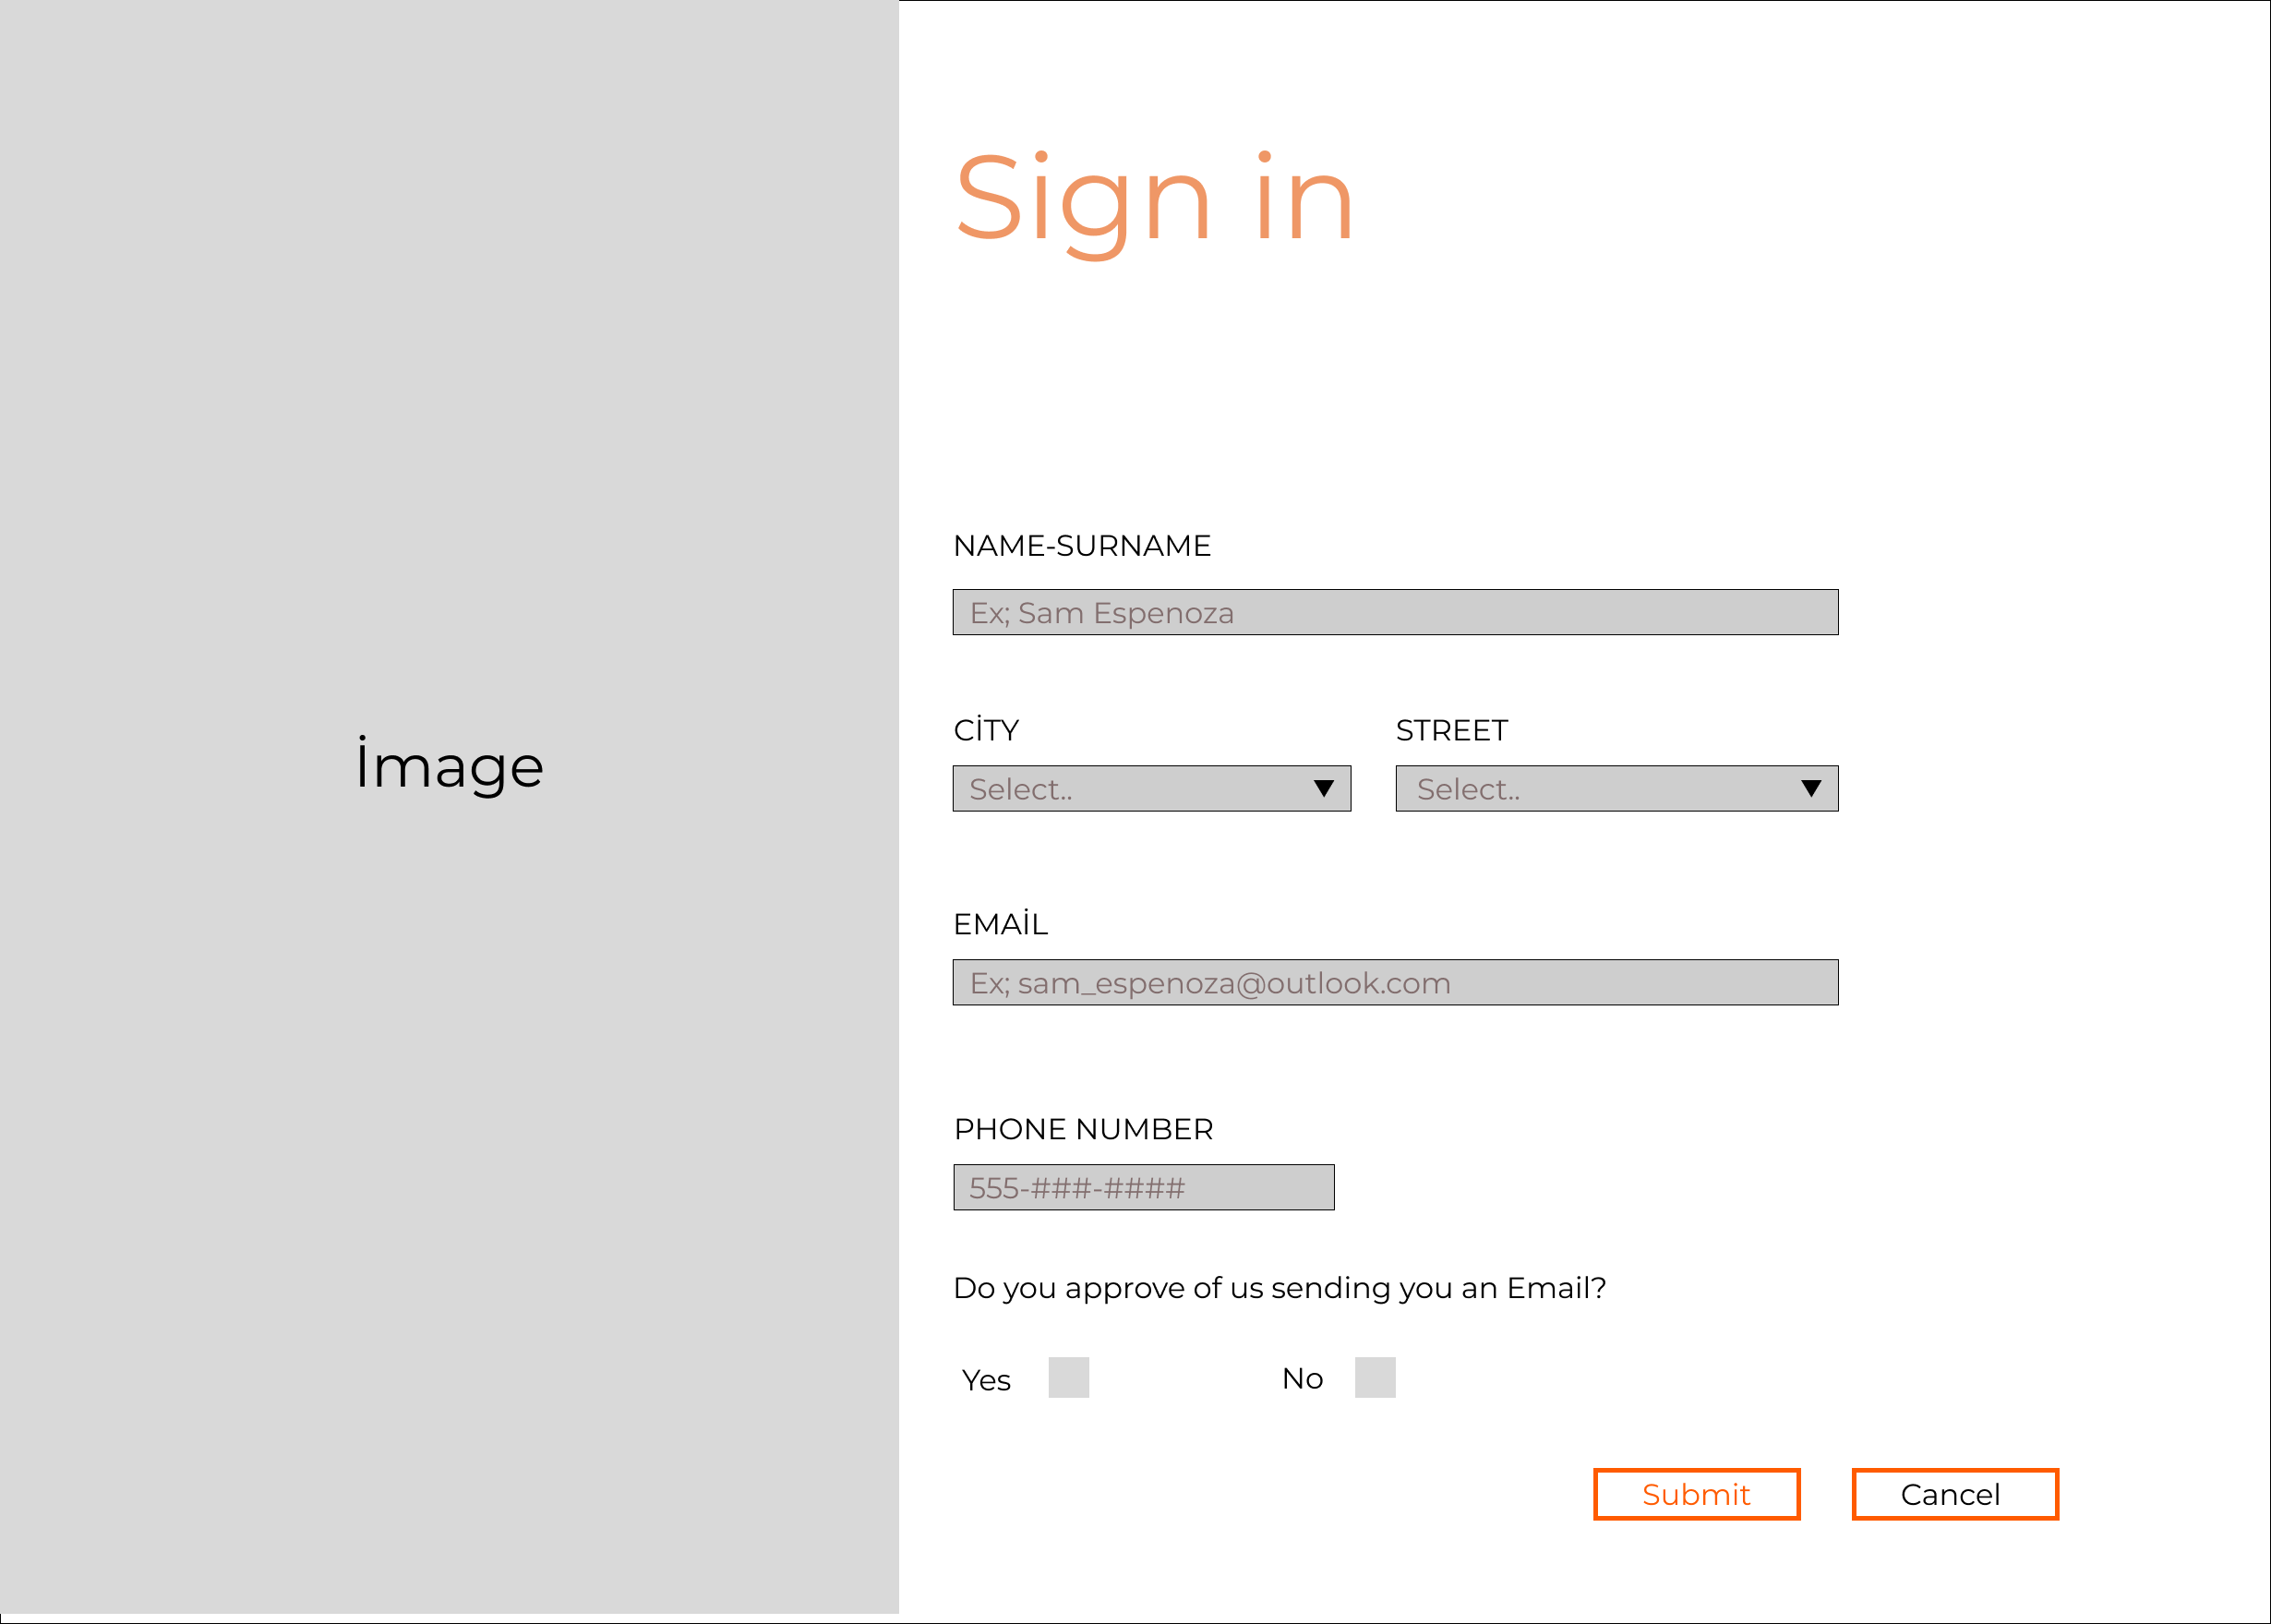 İmage
Sign in
NAME-SURNAME
Ex; Sam Espenoza
CİTY
STREET
Select..
Select..
EMAİL
Ex; sam_espenoza@outlook.com
PHONE NUMBER
555-###-####
Do you approve of us sending you an Email?
Yes
No
Submit
Cancel